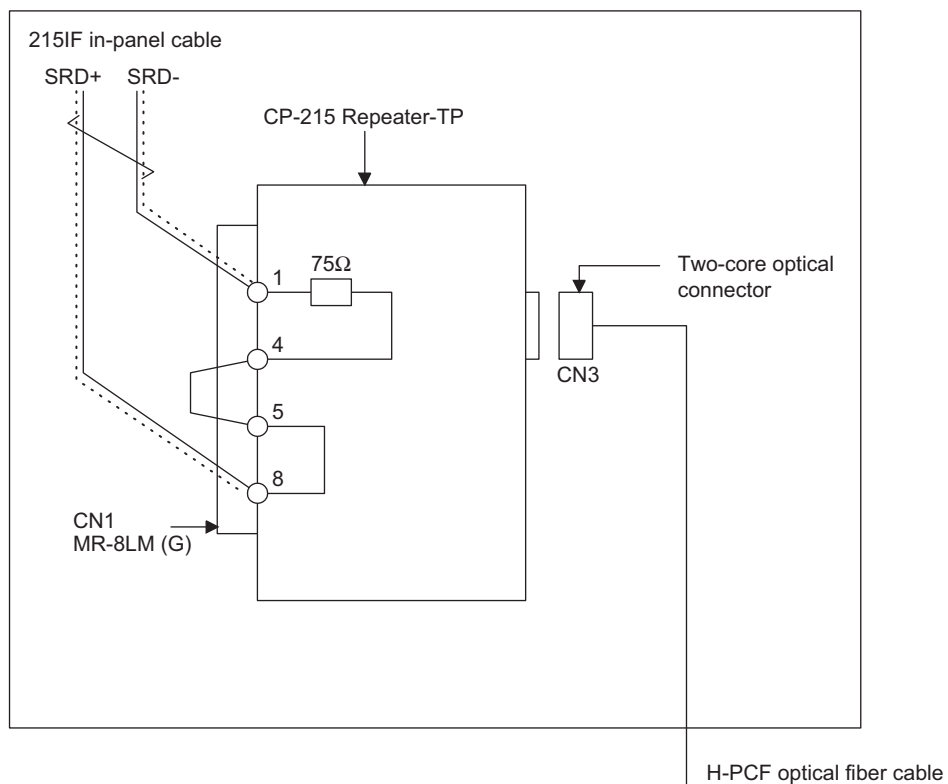 215IF in-panel cable
SRD+ SRD-
CP-215 Repeater-TP
1
75Ω
4
5
8
Two-core optical
connector
CN3
CN1
MR-8LM (G)
H-PCF optical fiber cable